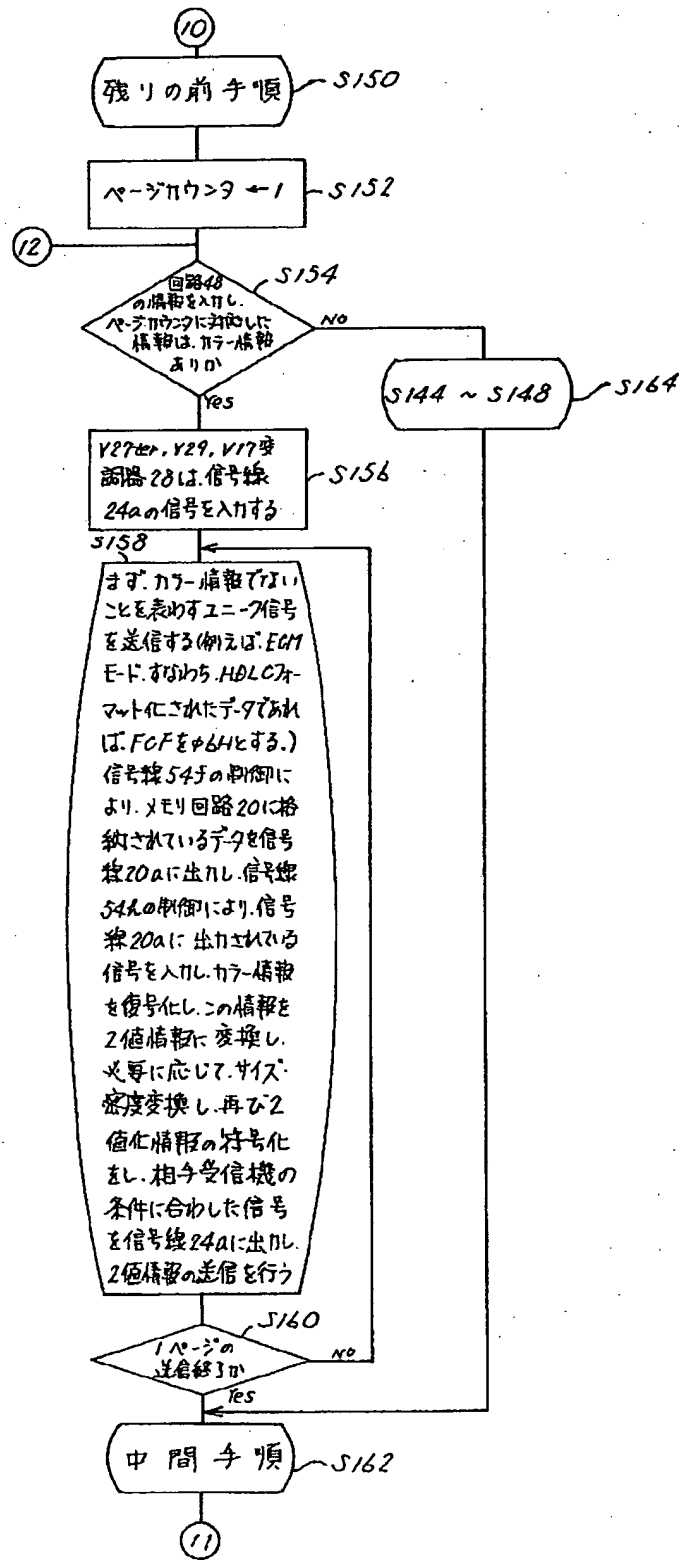 10
残りの前手順
S150
ページカウンタ ← 1
S152
12
S154
回路48
の情報を入力し、
ページカウンタに対応した
情報は、カラー情報
ありか
NO
Yes
S144 ~ S148
S164
V27ter, V29, V17変
調器28は、信号線
24aの信号を入力する
S156
S158
まず、カラー情報でない
ことを表わすユニーク信号
を送信する(例えば、ECM
モード、すなわち、HDLCフォー
マット化されたデータであれ
ば、FCFをφ6Hとする。)
信号線54fの制御に
より、メモリ回路20に格
納されているデータを信号
線20aに出力し、信号線
54hの制御により、信号
線20aに出力されている
信号を入力し、カラー情報
を復号化し、この情報を
2値情報に変換し、
必要に応じて、サイズ・
密度変換し、再び2
値化情報の符号化
をし、相手受信機の
条件に合わした信号
を信号線24aに出力し、
2値情報の送信を行う
S160
1ページの
送信終了か
NO
Yes
中間手順
S162
11